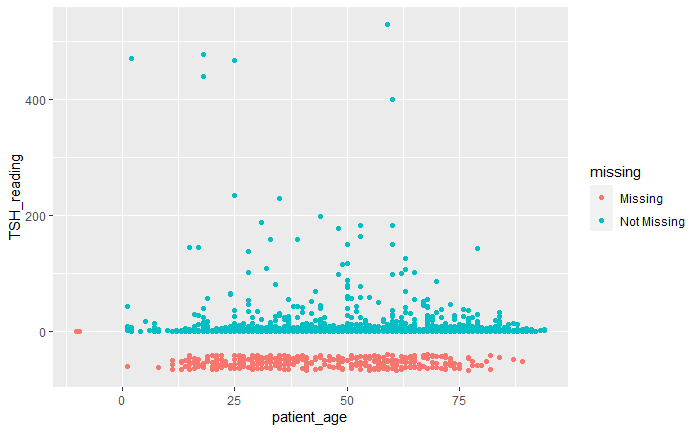 400
200
0
TSH_reading
0
25
50
75
patient_age
missing
Missing
Not Missing